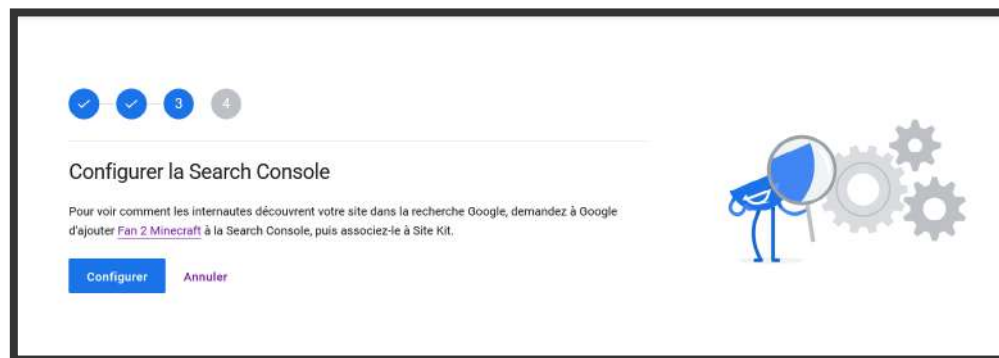 3 4
Configurer la Search Console
Pour voir comment les internautes découvrent votre site dans la recherche Google, demandez à Google
d'ajouter Fan 2 Minecraft à la Search Console, puis associez-le à Site Kit.
Configurer Annuler